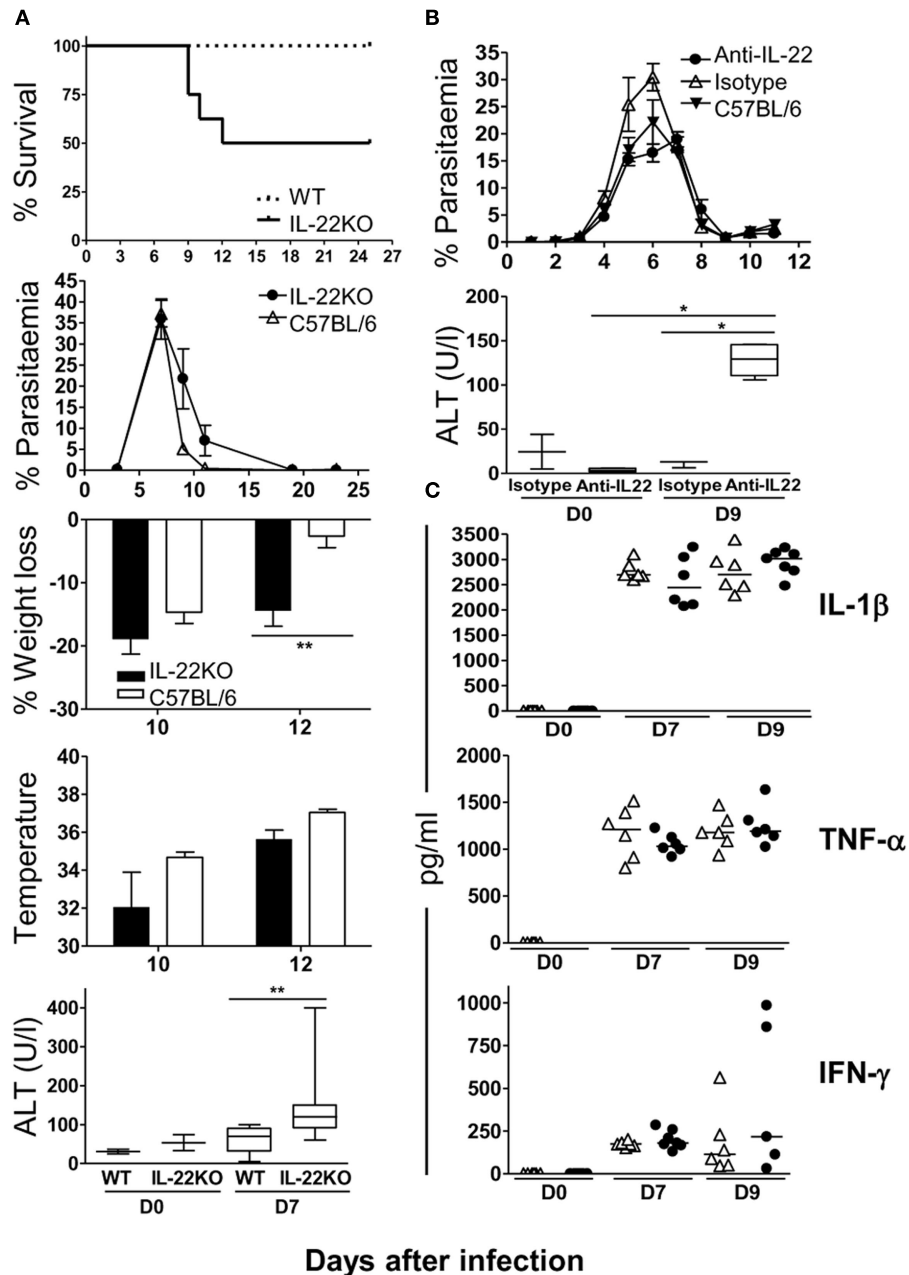 A
% Survival
100
75
50
25
0
WT
IL-22KO
0 3 6 9 12 15 18 21 24 27
% Parasitaemia
45
40
35
30
25
20
15
10
5
0
IL-22KO
C57BL/6
0 5 10 15 20 25
% Weight loss
0
-10
-20
-30
**
IL-22KO
C57BL/6
10 12
Temperature
38
36
34
32
30
10 12
ALT (U/l)
400
300
200
100
0
**
WT IL-22KO WT IL-22KO
D0 D7
B
% Parasitaemia
35
30
25
20
15
10
5
0
Anti-IL-22
Isotype
C57BL/6
0 2 4 6 8 10 12
ALT (U/l)
200
150
100
50
0
*
*
Isotype Anti-IL22 Isotype Anti-IL22
D0 D9
C
pg/ml
3500
3000
2500
2000
1500
1000
500
0
D0 D7 D9
IL-1β
2000
1500
1000
500
0
D0 D7 D9
TNF-α
1000
750
500
250
0
D0 D7 D9
IFN-γ
Days after infection